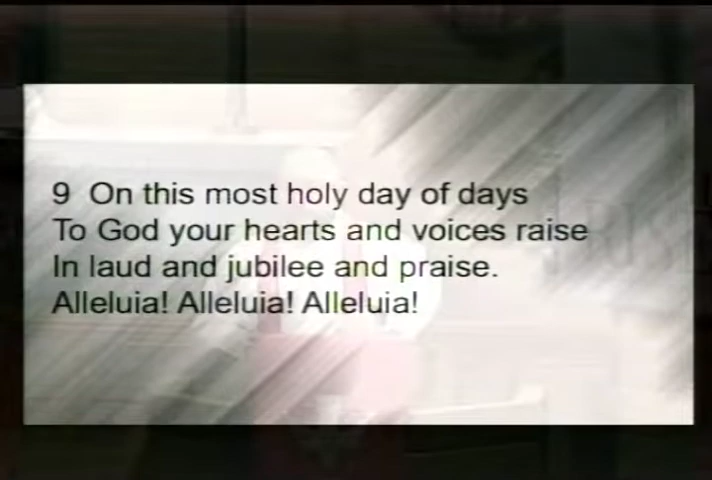 9 On this most holy day of days
To God your hearts and voices raise
In laud and jubilee and praise.
Alleluia! Alleluia! Alleluia!